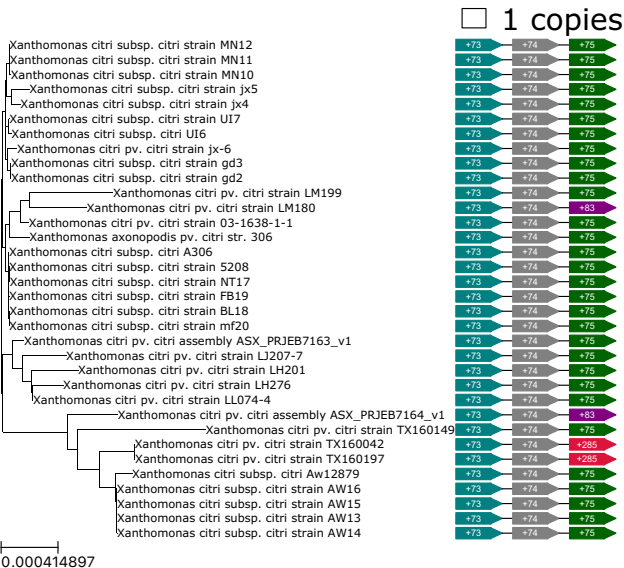 1 copies
Xanthomonas citri subsp. citri strain MN12 +73 +74 +75
Xanthomonas citri subsp. citri strain MN11 +73 +74 +75
Xanthomonas citri subsp. citri strain MN10 +73 +74 +75
Xanthomonas citri subsp. citri strain jx5 +73 +74 +75
Xanthomonas citri subsp. citri strain jx4 +73 +74 +75
Xanthomonas citri subsp. citri strain UI7 +73 +74 +75
Xanthomonas citri subsp. citri UI6 +73 +74 +75
Xanthomonas citri pv. citri strain jx-6 +73 +74 +75
Xanthomonas citri subsp. citri strain gd3 +73 +74 +75
Xanthomonas citri subsp. citri strain gd2 +73 +74 +75
Xanthomonas citri pv. citri strain LM199 +73 +74 +75
Xanthomonas citri pv. citri strain LM180 +73 +74 +83
Xanthomonas citri pv. citri strain 03-1638-1-1 +73 +74 +75
Xanthomonas axonopodis pv. citri str. 306 +73 +74 +75
Xanthomonas citri subsp. citri A306 +73 +74 +75
Xanthomonas citri subsp. citri strain 5208 +73 +74 +75
Xanthomonas citri subsp. citri strain NT17 +73 +74 +75
Xanthomonas citri subsp. citri strain FB19 +73 +74 +75
Xanthomonas citri subsp. citri strain BL18 +73 +74 +75
Xanthomonas citri subsp. citri strain mf20 +73 +74 +75
Xanthomonas citri pv. citri assembly ASX_PRJEB7163_v1 +73 +74 +75
Xanthomonas citri pv. citri strain LJ207-7 +73 +74 +75
Xanthomonas citri pv. citri strain LH201 +73 +74 +75
Xanthomonas citri pv. citri strain LH276 +73 +74 +75
Xanthomonas citri pv. citri strain LL074-4 +73 +74 +75
Xanthomonas citri pv. citri assembly ASX_PRJEB7164_v1 +73 +74 +83
Xanthomonas citri pv. citri strain TX160149 +73 +74 +75
Xanthomonas citri pv. citri strain TX160042 +73 +74 +285
Xanthomonas citri pv. citri strain TX160197 +73 +74 +285
Xanthomonas citri subsp. citri Aw12879 +73 +74 +75
Xanthomonas citri subsp. citri strain AW16 +73 +74 +75
Xanthomonas citri subsp. citri strain AW15 +73 +74 +75
Xanthomonas citri subsp. citri strain AW13 +73 +74 +75
Xanthomonas citri subsp. citri strain AW14 +73 +74 +75
0.000414897